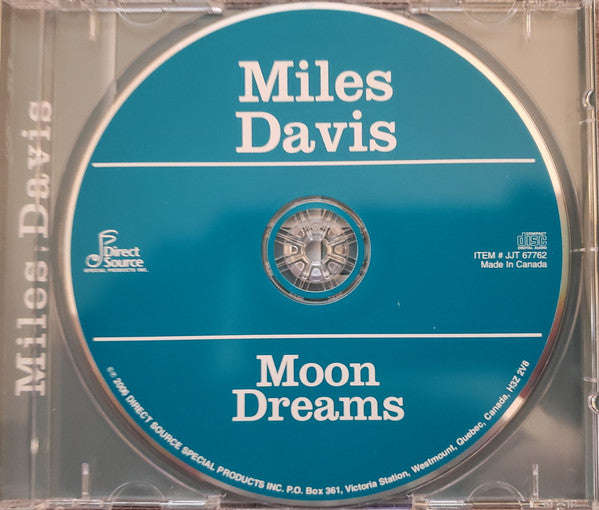 Miles Davis
Miles
Davis
Direct
Source
SPECIAL PRODUCTS INC.
COMPACT
disc
DIGITAL AUDIO
ITEM # JJT 67762
Made In Canada
Moon
Dreams
©℗ 2006 DIRECT SOURCE SPECIAL PRODUCTS INC. P.O. Box 361, Victoria Station, Westmount, Quebec, Canada, H3Z 2V8